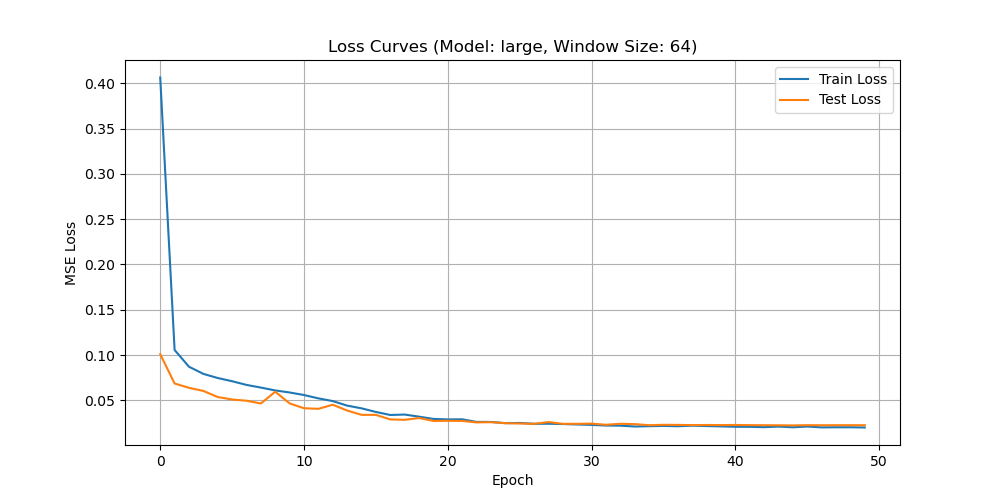 Loss Curves (Model: large, Window Size: 64)
Train Loss
Test Loss
MSE Loss
0.40
0.35
0.30
0.25
0.20
0.15
0.10
0.05
0
10
20
30
40
50
Epoch